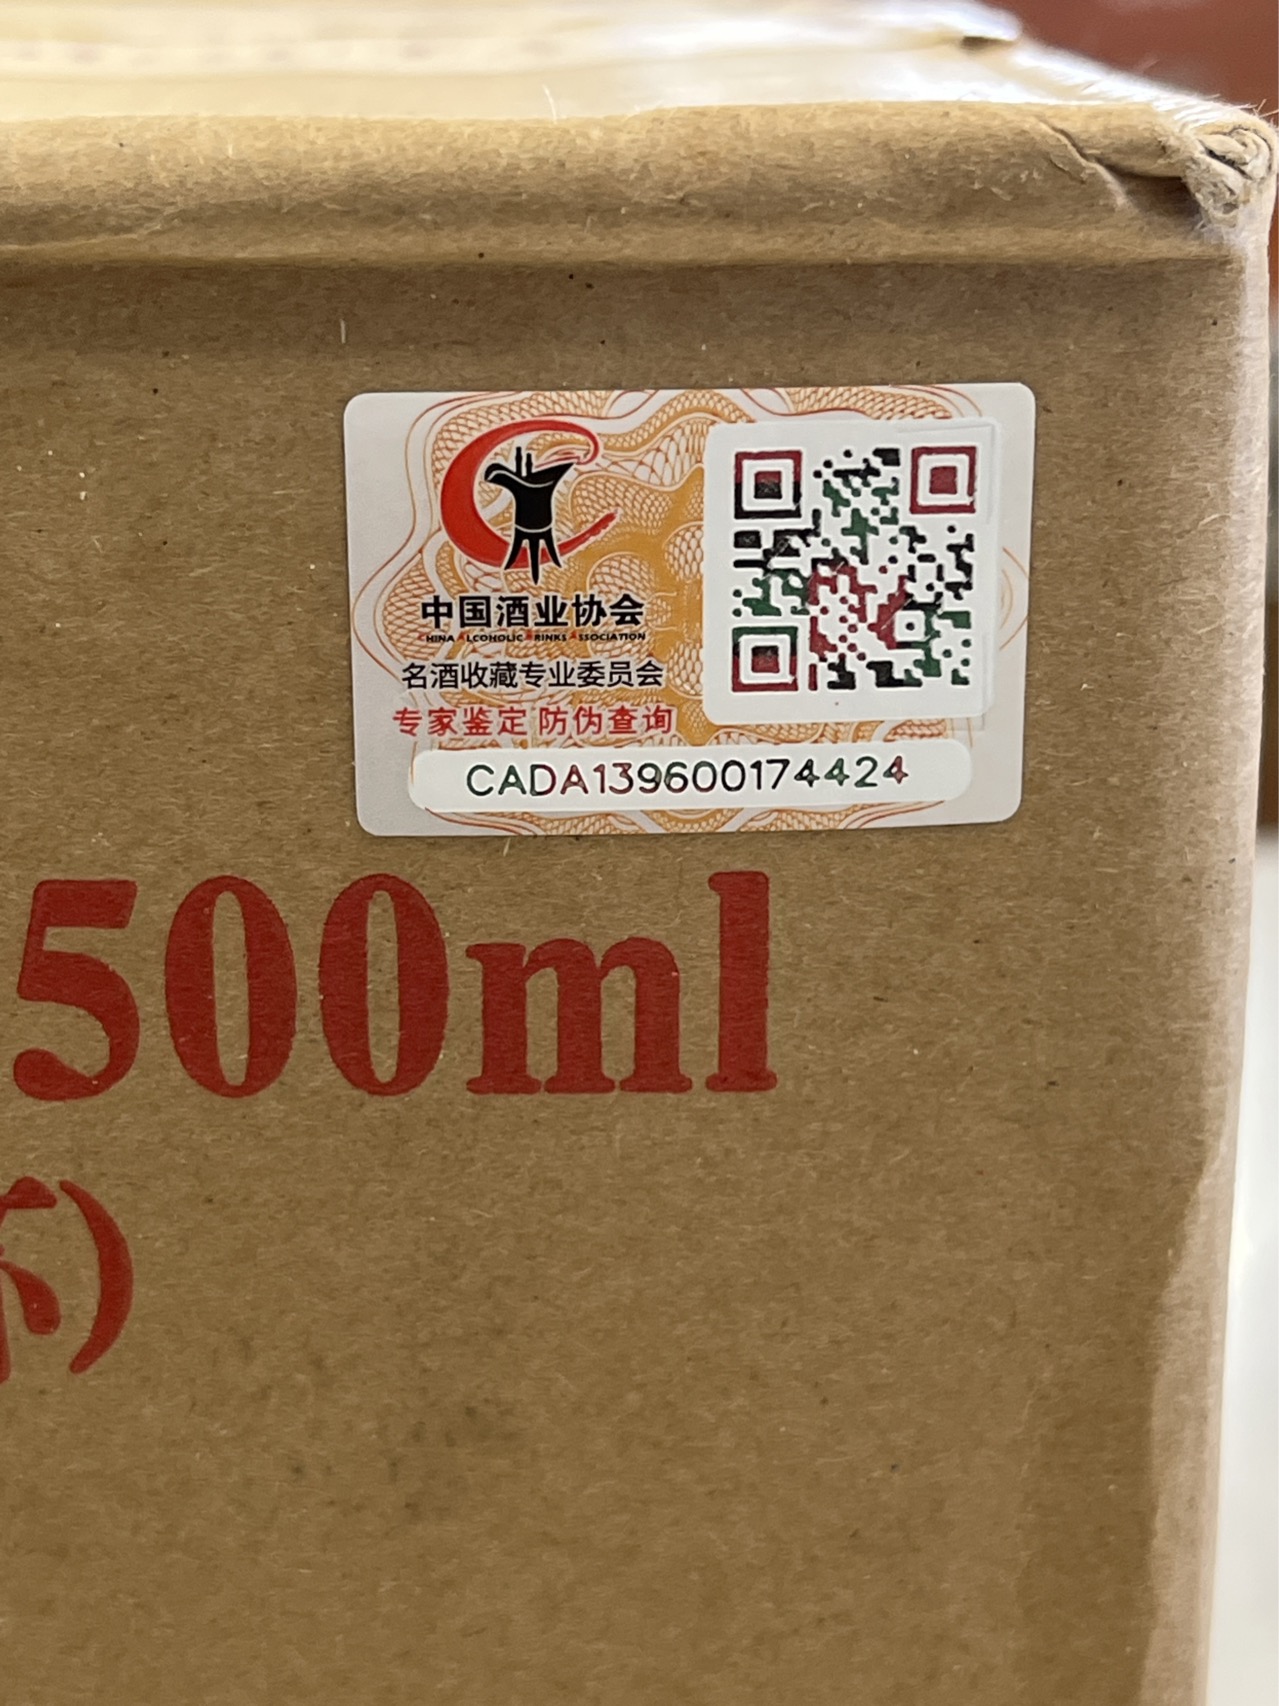 中国酒业协会
CHINA ALCOHOLIC DRINKS ASSOCIATION
名酒收藏专业委员会
专家鉴定 防伪查询
CADA139600174424
500ml
)